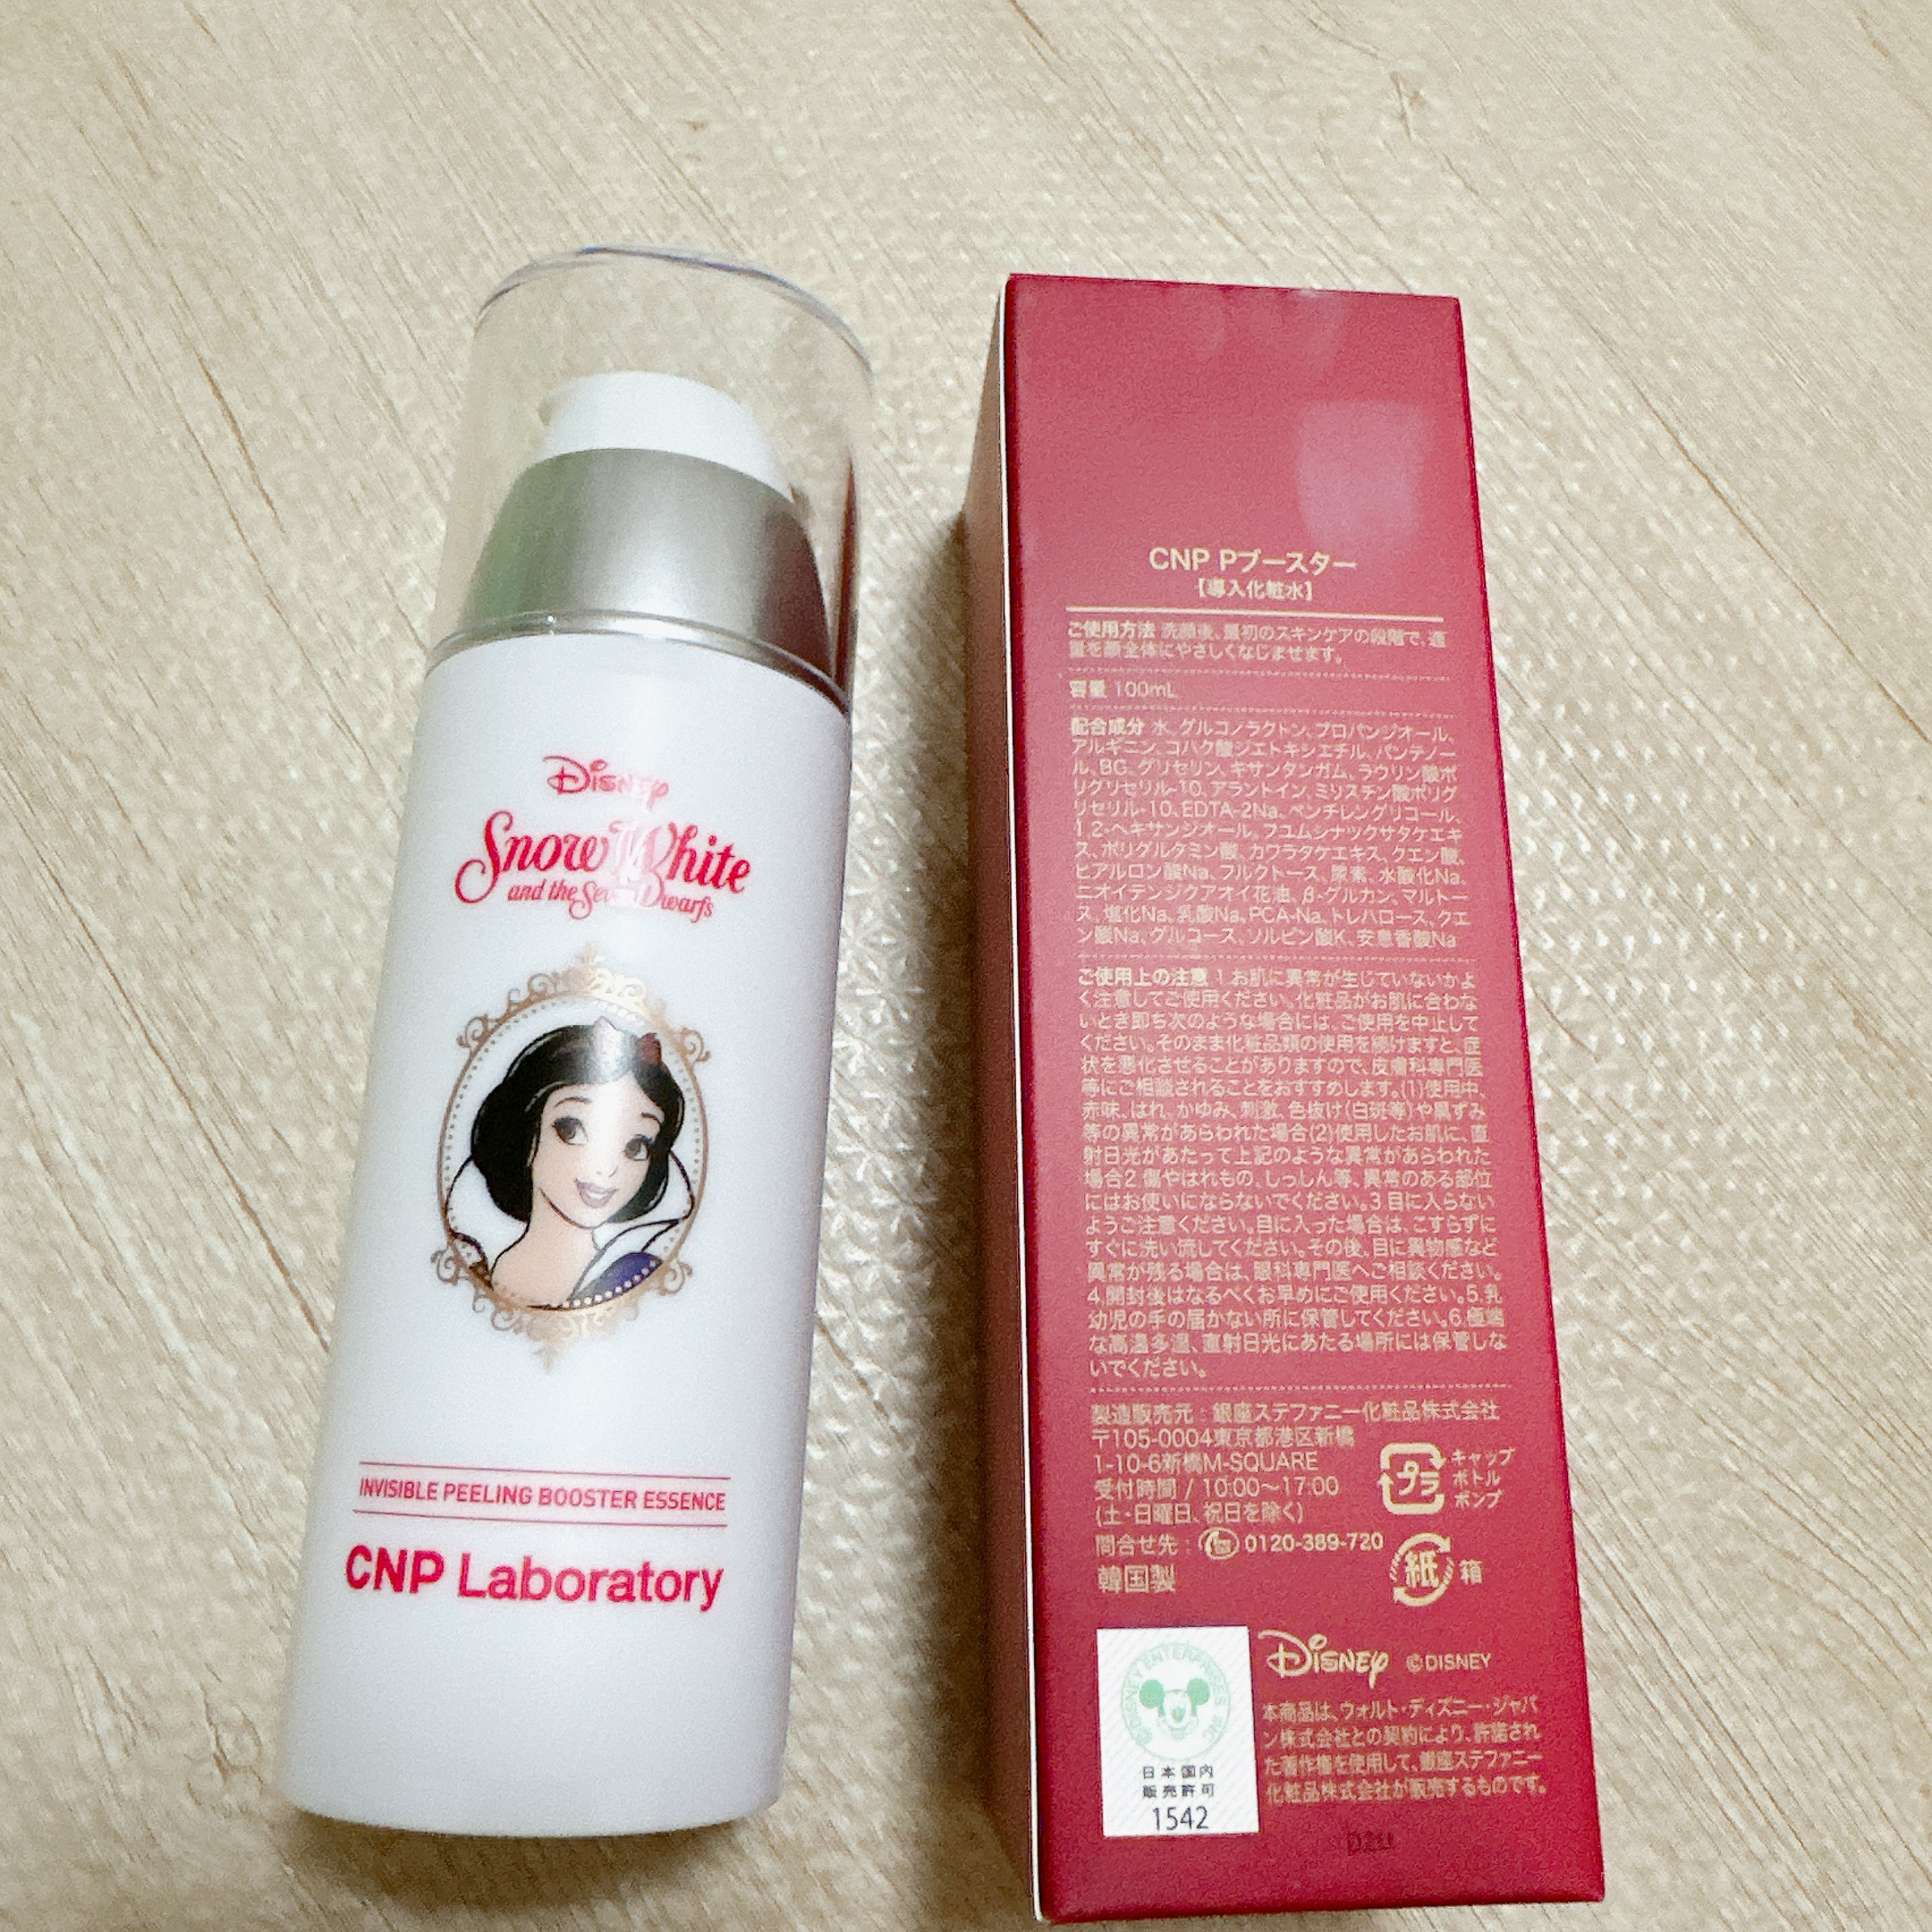 Disney
Snow White
and the Seven Dwarfs
INVISIBLE PEELING BOOSTER ESSENCE
CNP Laboratory
CNP Pブースター
【導入化粧水】
ご使用方法 洗顔後、最初のスキンケアの段階で、適
量を顔全体にやさしくなじませます。
容量 100mL
配合成分 水、グルコノラクトン、プロパンジオール、
アルギニン、コハク酸ジエトキシエチル、パンテノー
ル、BG、グリセリン、キサンタンガム、ラウリン酸ポ
リグリセリル-10、アラントイン、ミリスチン酸ポリグ
リセリル-10、EDTA-2Na、ペンチレングリコール、
1,2-ヘキサンジオール、フユムシナツクサタケエキ
ス、ポリグルタミン酸、カワラタケエキス、クエン酸、
ヒアルロン酸Na、フルクトース、尿素、水酸化Na、
ニオイテンジクアオイ花油、β-グルカン、マルトー
ス、塩化Na、乳酸Na、PCA-Na、トレハロース、クエ
ン酸Na、グルコース、ソルビン酸K、安息香酸Na
ご使用上の注意 1.お肌に異常が生じていないかよ
く注意してご使用ください。化粧品がお肌に合わな
いとき即ち次のような場合には、ご使用を中止して
ください。そのまま化粧品類の使用を続けますと、症
状を悪化させることがありますので、皮膚科専門医
等にご相談されることをおすすめします。(1)使用中、
赤味、はれ、かゆみ、刺激、色抜け(白斑等)や黒ずみ
等の異常があらわれた場合(2)使用したお肌に、直
射日光があたって上記のような異常があらわれた
場合2.傷やはれもの、しっしん等、異常のある部位
にはお使いにならないでください。3.目に入らない
ようご注意ください。目に入った場合は、こすらずに
すぐに洗い流してください。その後、目に異物感など
異常が残る場合は、眼科専門医へご相談ください。
4.開封後はなるべくお早めにご使用ください。5.乳
幼児の手の届かない所に保管してください。6.極端
な高温多湿、直射日光にあたる場所には保管しな
いでください。
製造販売元：銀座ステファニー化粧品株式会社
〒105-0004東京都港区新橋
1-10-6新橋M-SQUARE
受付時間 / 10:00～17:00
(土・日曜日、祝日を除く)
問合せ先：0120-389-720
韓国製
プラ
キャップ
ボトル
ポンプ
紙
箱
©DISNEY ENTERPRISES INC.
日本国内
販売許可
1542
Disney ©DISNEY
本商品は、ウォルト・ディズニー・ジャパ
ン株式会社との契約により、許諾され
た著作権を使用して、銀座ステファニー
化粧品株式会社が販売するものです。